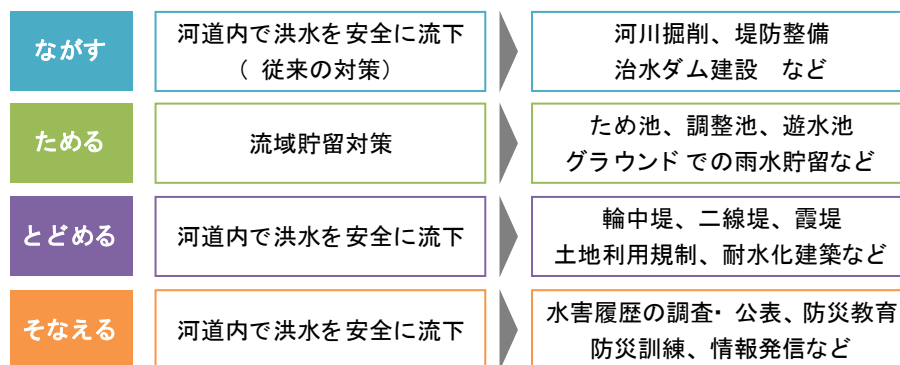 ながす
河道内で洪水を安全に流下
(従来の対策)
河川掘削、堤防整備
治水ダム建設 など
ためる
流域貯留対策
ため池、調整池、遊水池
グラウンドでの雨水貯留など
とどめる
河道内で洪水を安全に流下
輪中堤、二線堤、霞堤
土地利用規制、耐水化建築など
そなえる
河道内で洪水を安全に流下
水害履歴の調査・公表、防災教育
防災訓練、情報発信など